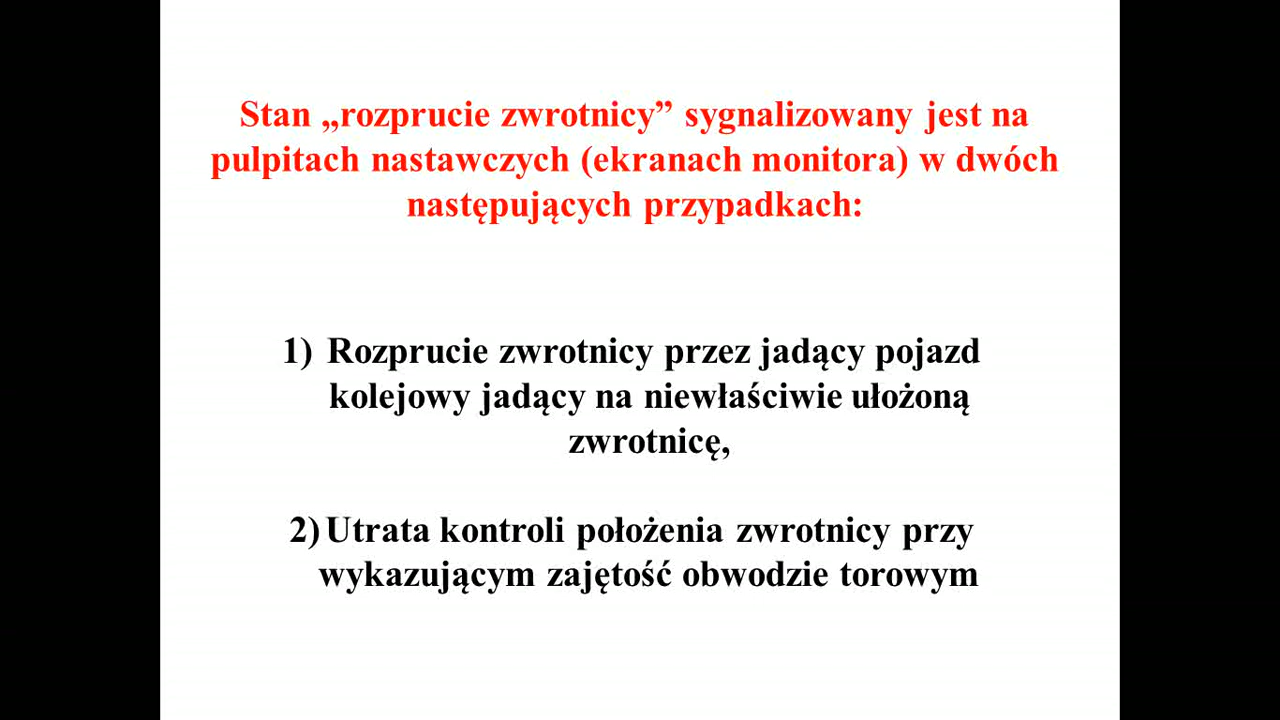 Stan „rozprucie zwrotnicy” sygnalizowany jest na
pulpitach nastawczych (ekranach monitora) w dwóch
następujących przypadkach:
1) Rozprucie zwrotnicy przez jadący pojazd
kolejowy jadący na niewłaściwie ułożoną
zwrotnicę,
2) Utrata kontroli położenia zwrotnicy przy
wykazującym zajętość obwodzie torowym